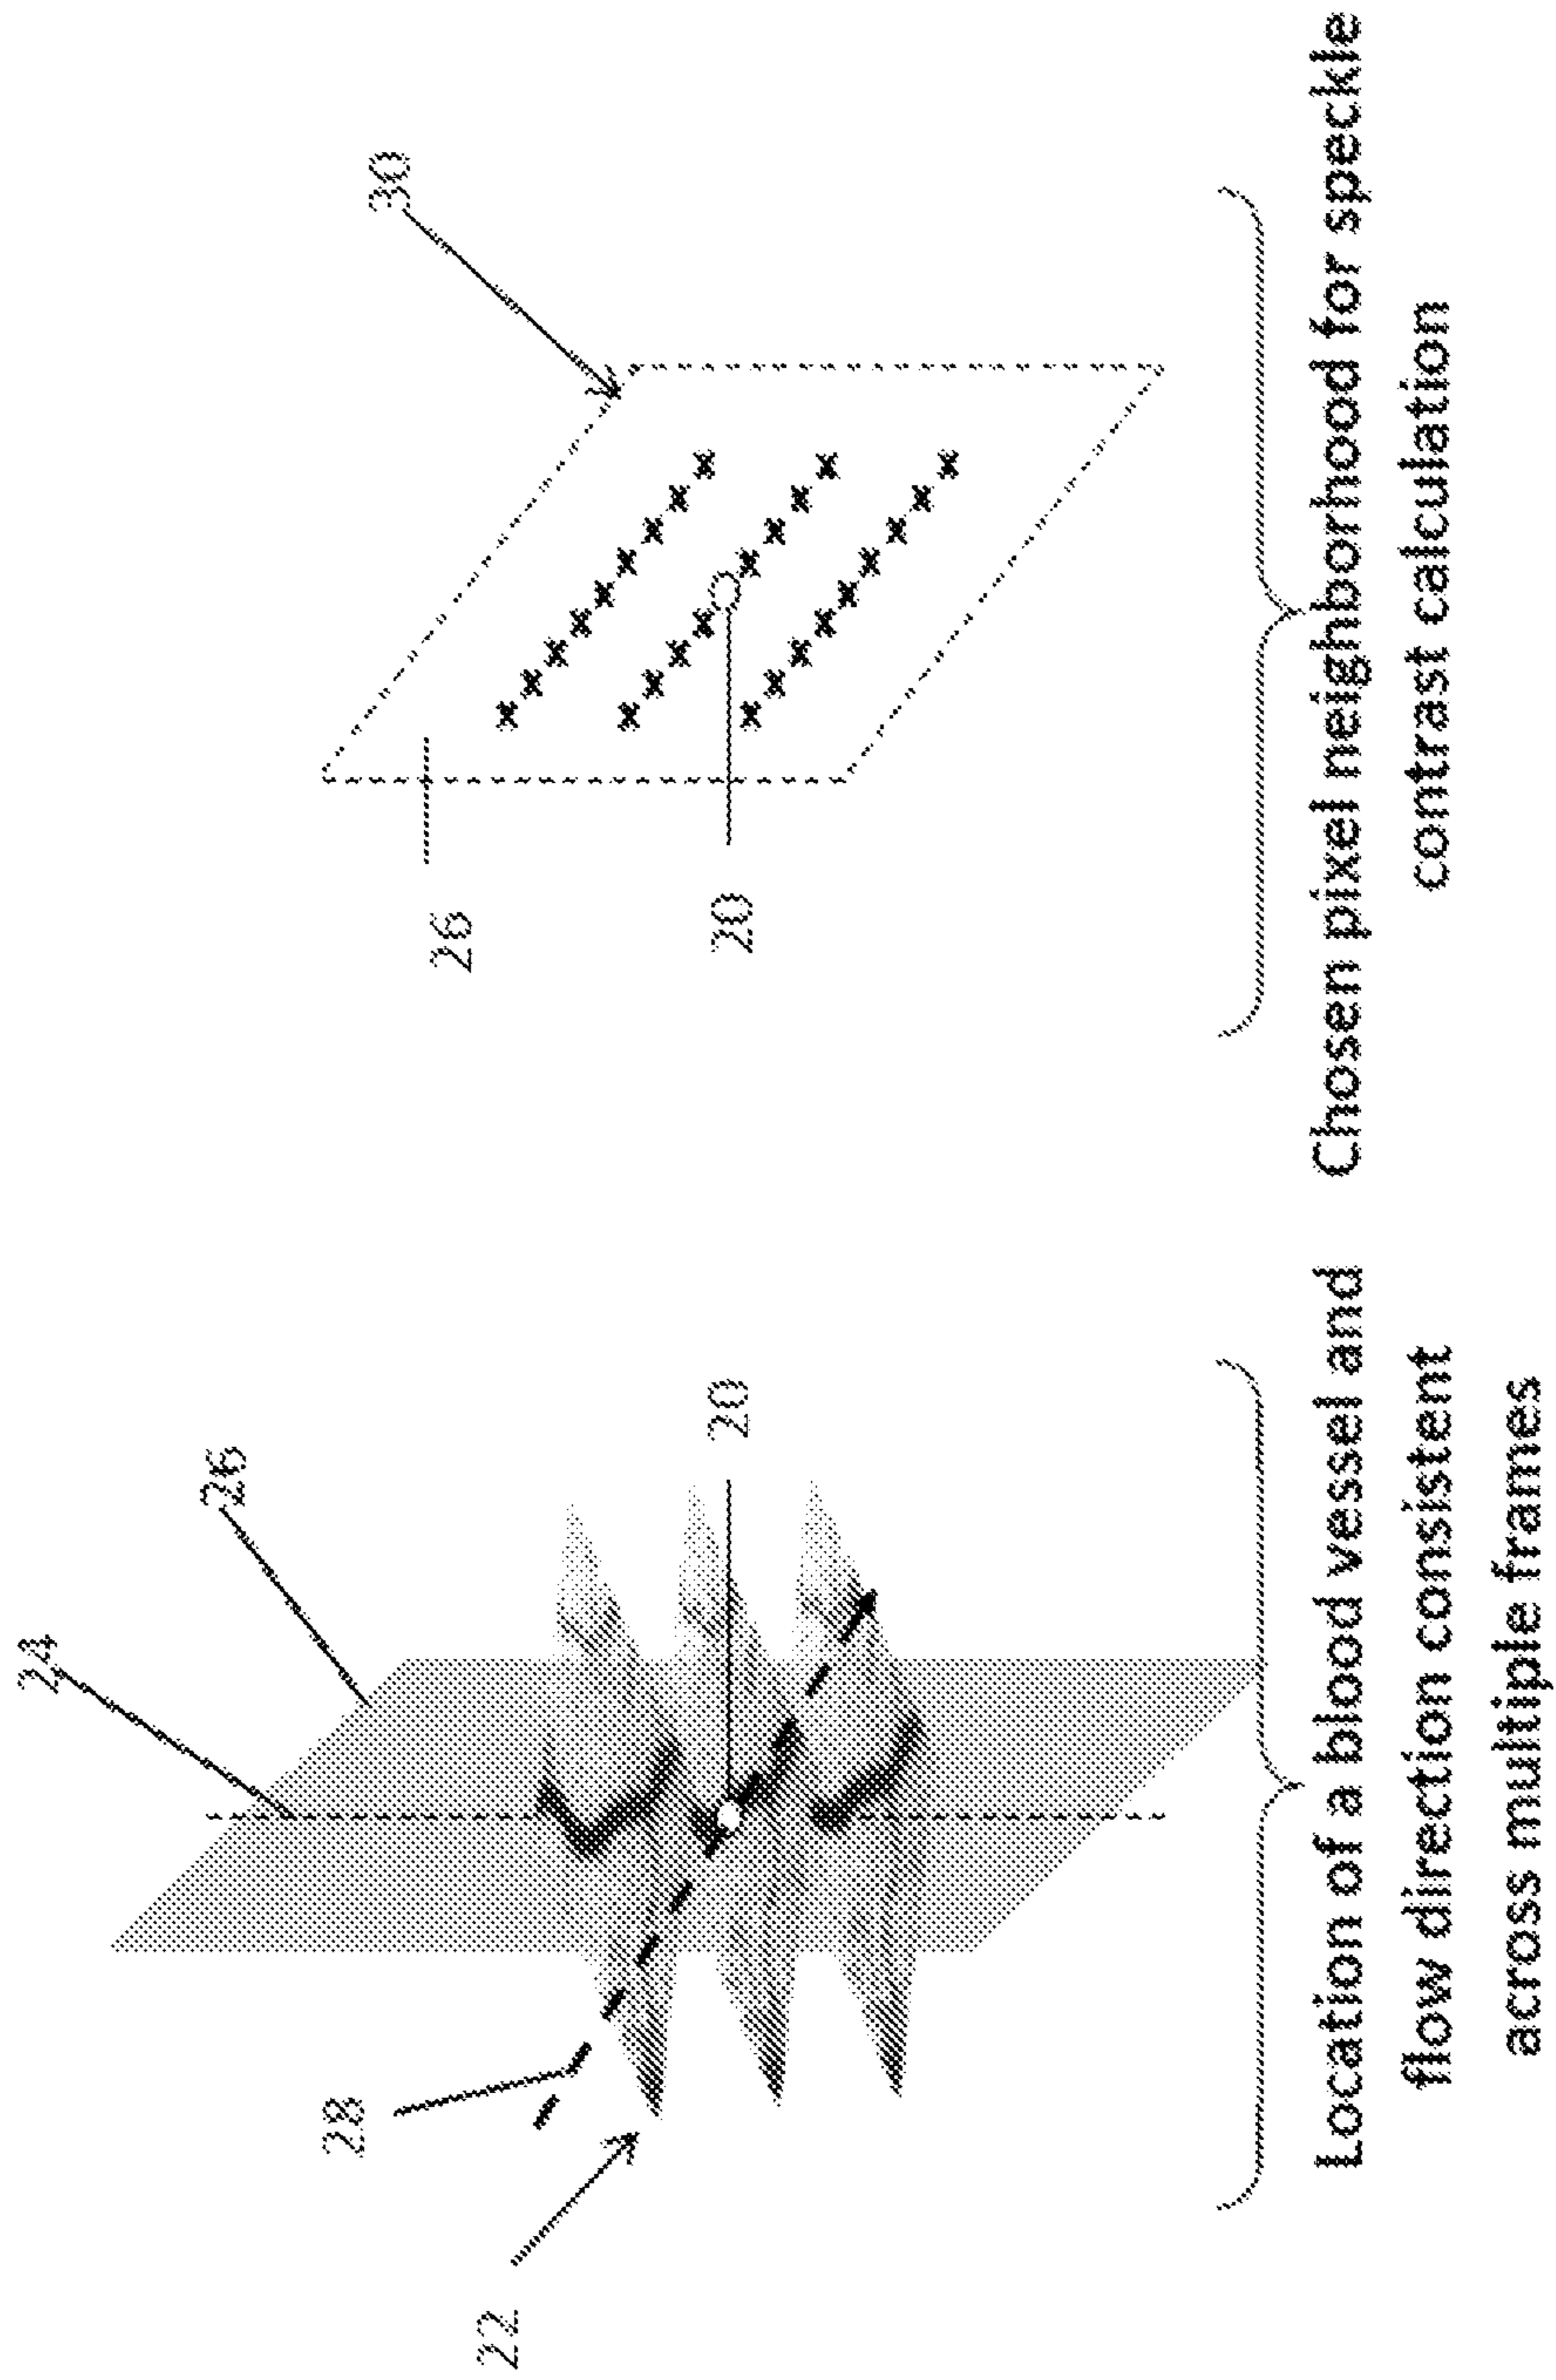 24
26
28
20
22
Location of a blood vessel and
flow direction consistent
across multiple frames
30
26
20
Chosen pixel neighborhood for speckle
contrast calculation